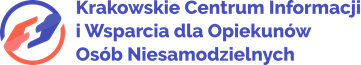 Krakowskie Centrum Informacji
i Wsparcia dla Opiekunów
Osób Niesamodzielnych